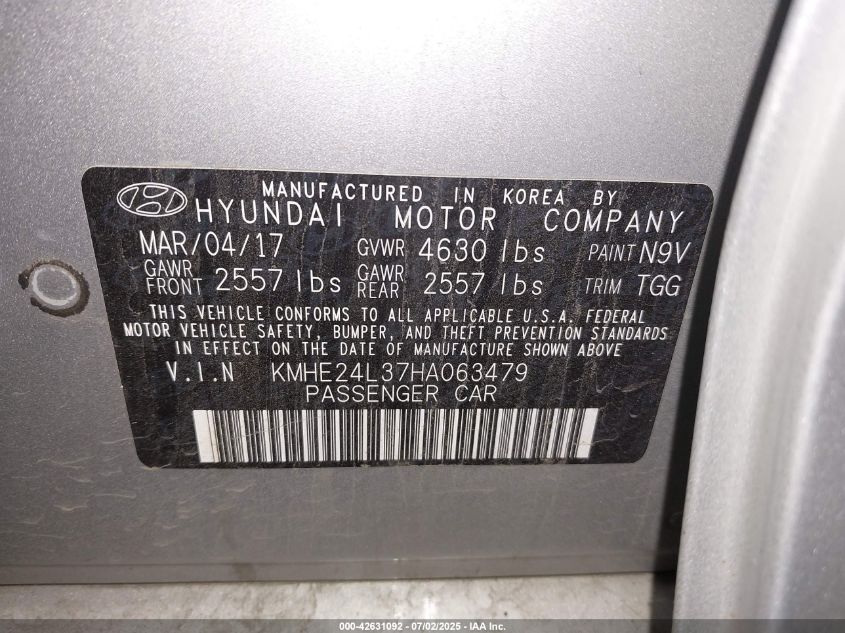 MANUFACTURED IN KOREA BY
HYUNDAI MOTOR COMPANY
MAR/04/17 GVWR 4630 lbs PAINT N9V
GAWR FRONT 2557 lbs GAWR REAR 2557 lbs TRIM TGG
THIS VEHICLE CONFORMS TO ALL APPLICABLE U.S.A. FEDERAL
MOTOR VEHICLE SAFETY, BUMPER, AND THEFT PREVENTION STANDARDS
IN EFFECT ON THE DATE OF MANUFACTURE SHOWN ABOVE
V.I.N KMHE24L37HA063479
PASSENGER CAR
000-42631092 - 07/02/2025 - IAA Inc.